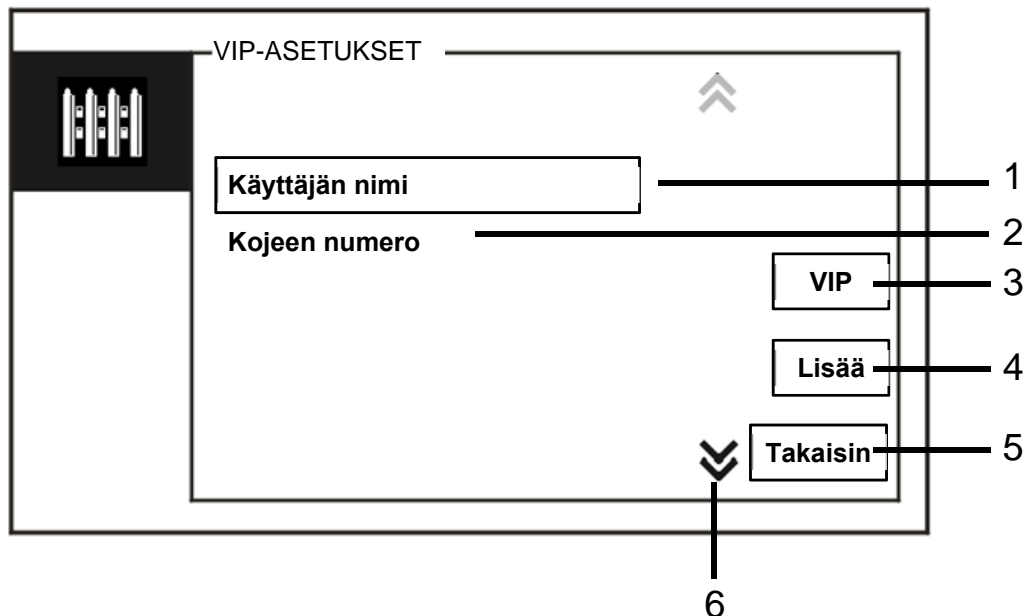 VIP-ASETUKSET
Käyttäjän nimi
1
Kojeen numero
2
VIP
3
Lisää
4
Takaisin
5
6